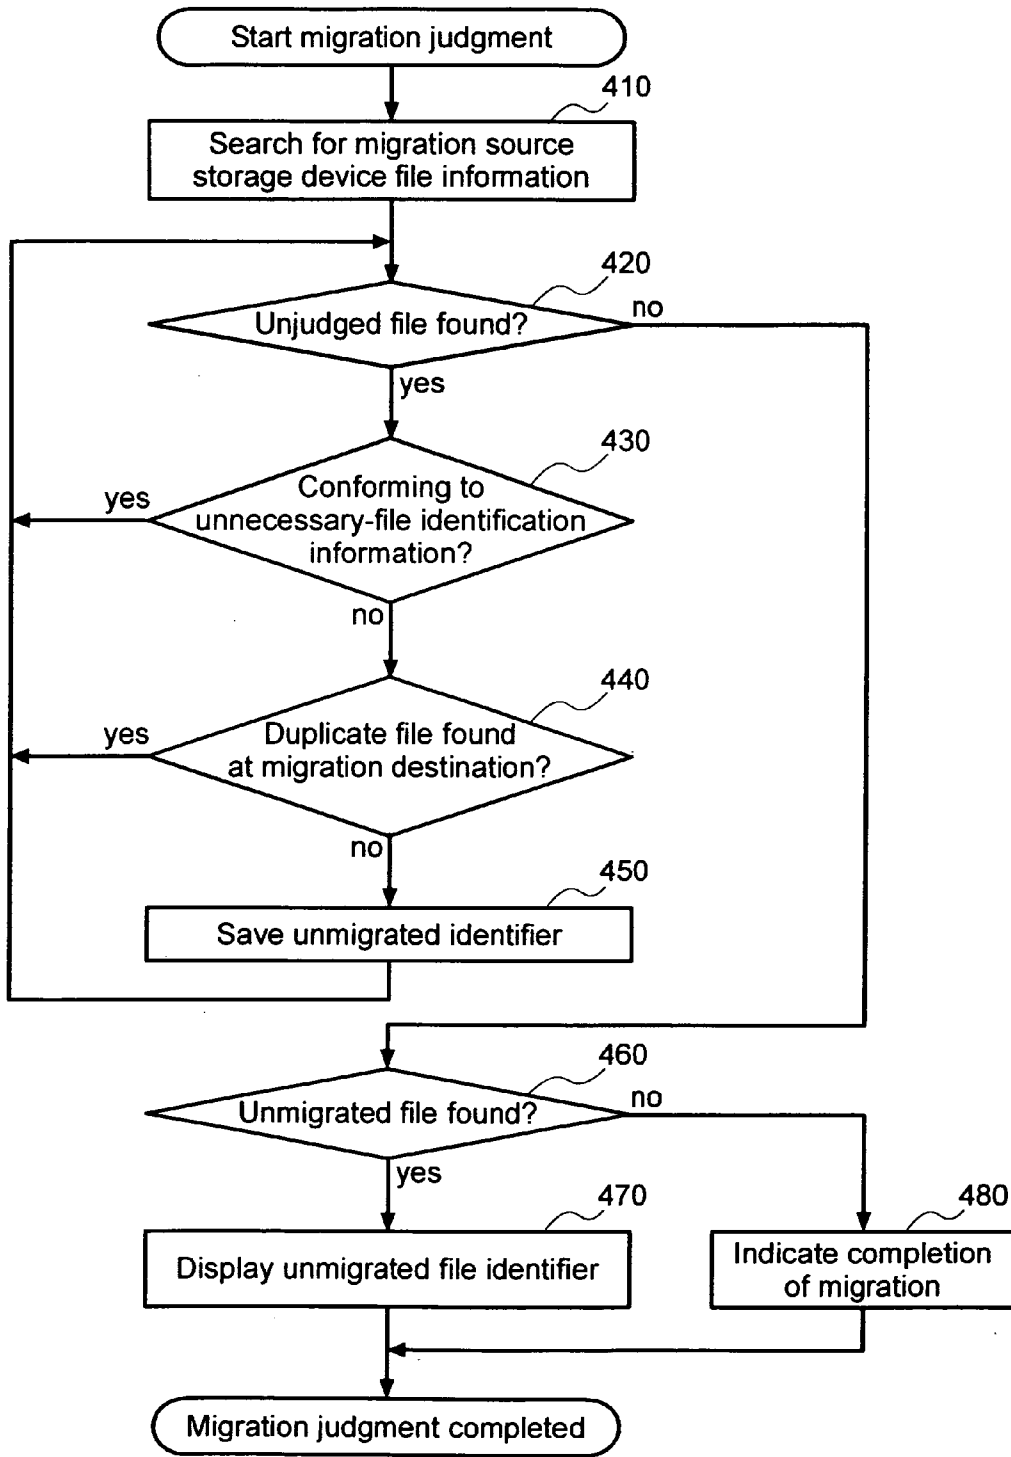 Start migration judgment
410
Search for migration source
storage device file information
420
Unjudged file found?
no
yes
430
Conforming to
unnecessary-file identification
information?
yes
no
440
Duplicate file found
at migration destination?
yes
no
450
Save unmigrated identifier
460
Unmigrated file found?
no
yes
470
Display unmigrated file identifier
480
Indicate completion
of migration
Migration judgment completed